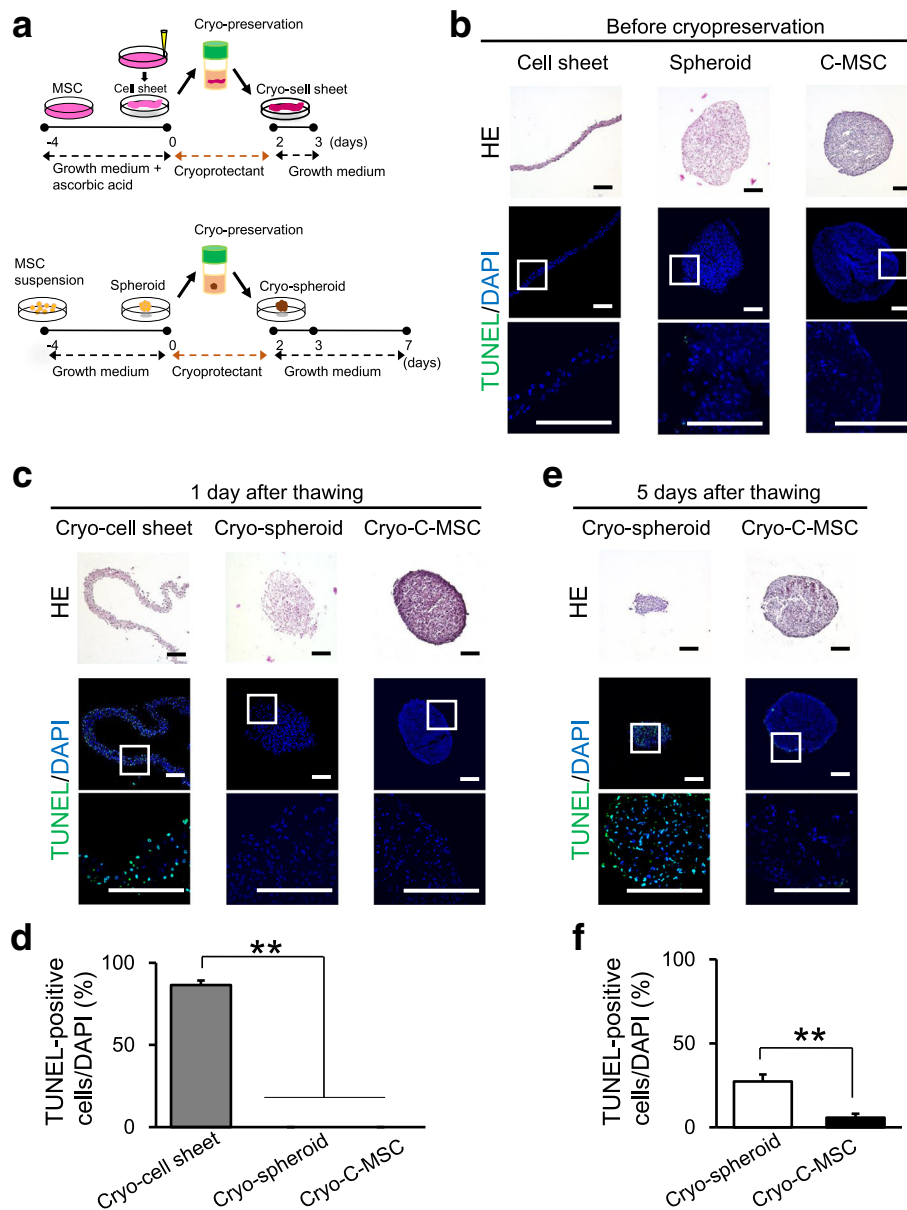 a
Cryo-preservation
MSC
Cell sheet
Cryo-sell sheet
-4 0 2 3 (days)
Growth medium +
ascorbic acid
Cryoprotectant
Growth medium
Cryo-preservation
MSC
suspension
Spheroid
Cryo-spheroid
-4 0 2 3 7
(days)
Growth medium Cryoprotectant Growth medium
b
Before cryopreservation
Cell sheet Spheroid C-MSC
HE
TUNEL/DAPI
c
1 day after thawing
Cryo-cell sheet Cryo-spheroid Cryo-C-MSC
HE
TUNEL/DAPI
e
5 days after thawing
Cryo-spheroid Cryo-C-MSC
HE
TUNEL/DAPI
d
TUNEL-positive
cells/DAPI (%)
100
50
0
**
Cryo-cell sheet
Cryo-spheroid
Cryo-C-MSC
f
TUNEL-positive
cells/DAPI (%)
100
50
0
**
Cryo-spheroid
Cryo-C-MSC